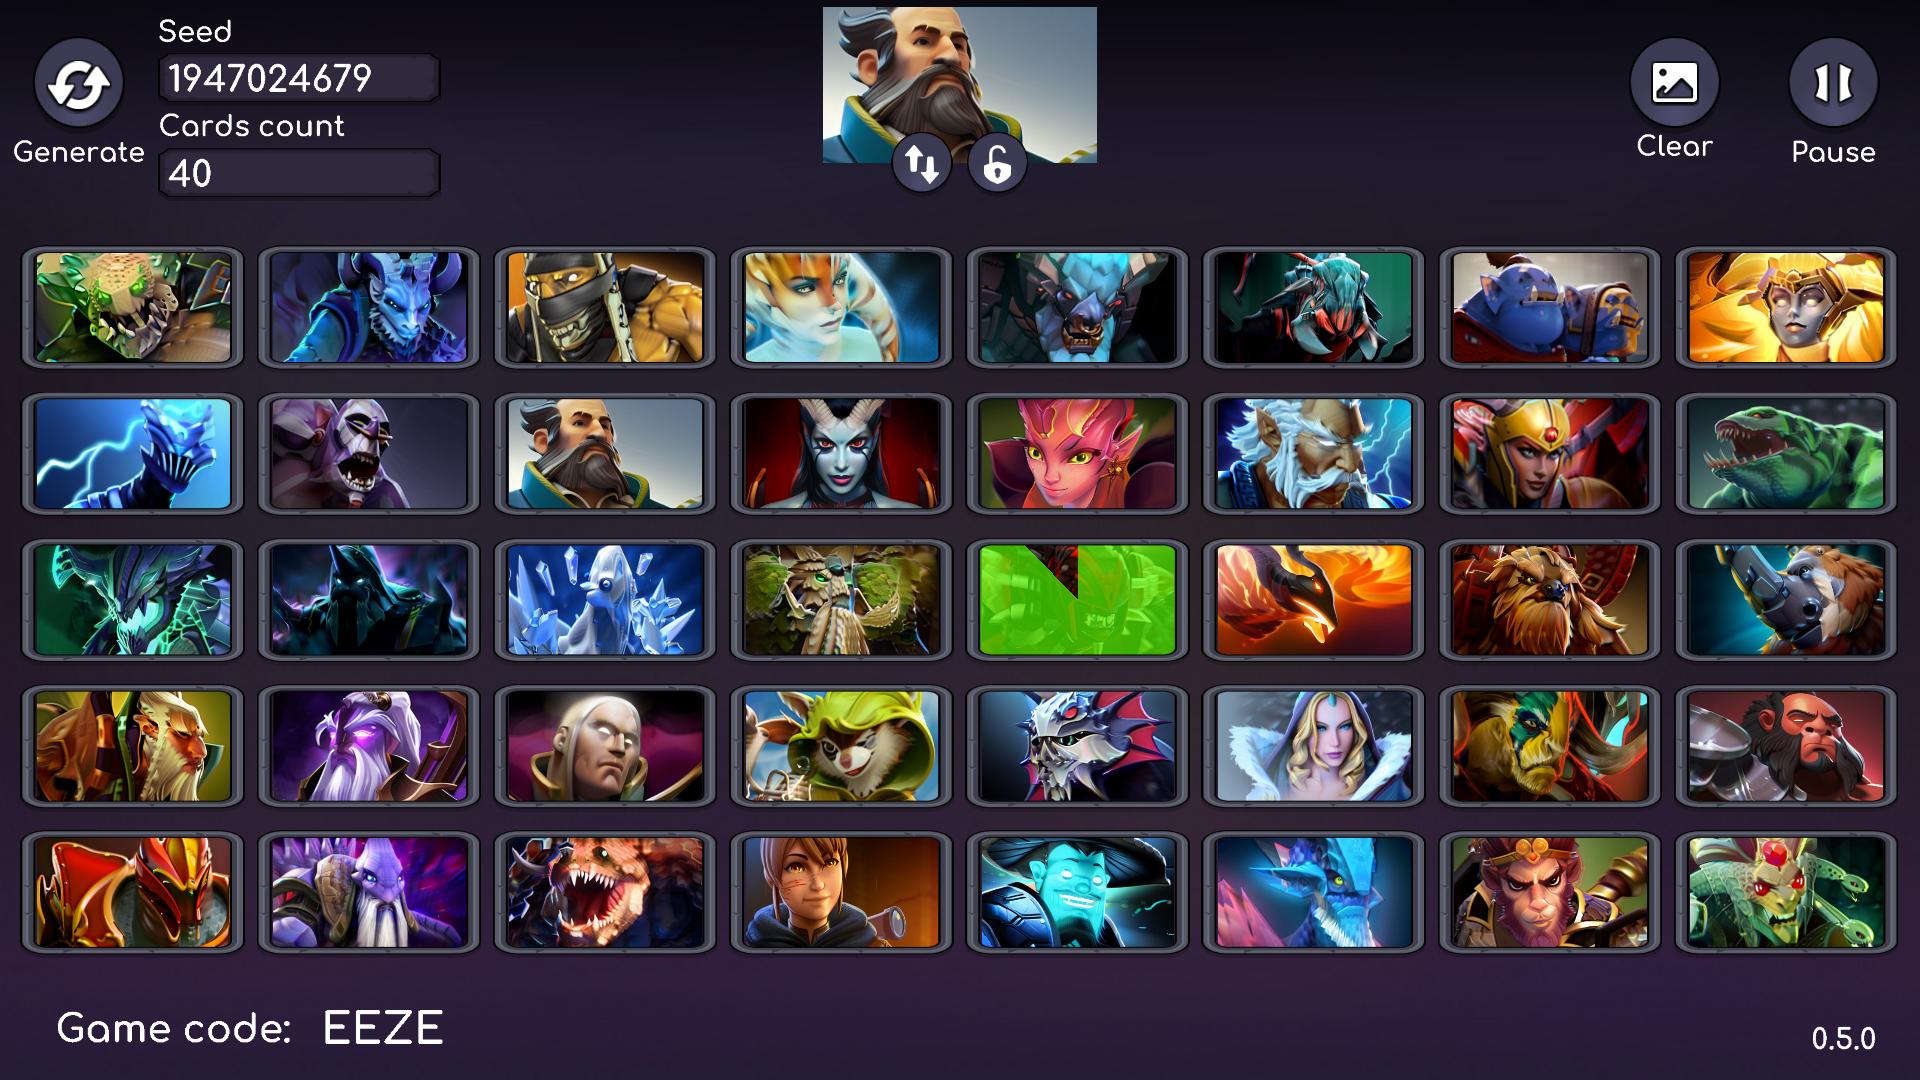 Seed
1947024679
Cards count
40
Generate
Clear
Pause
Game code: EEZE
0.5.0